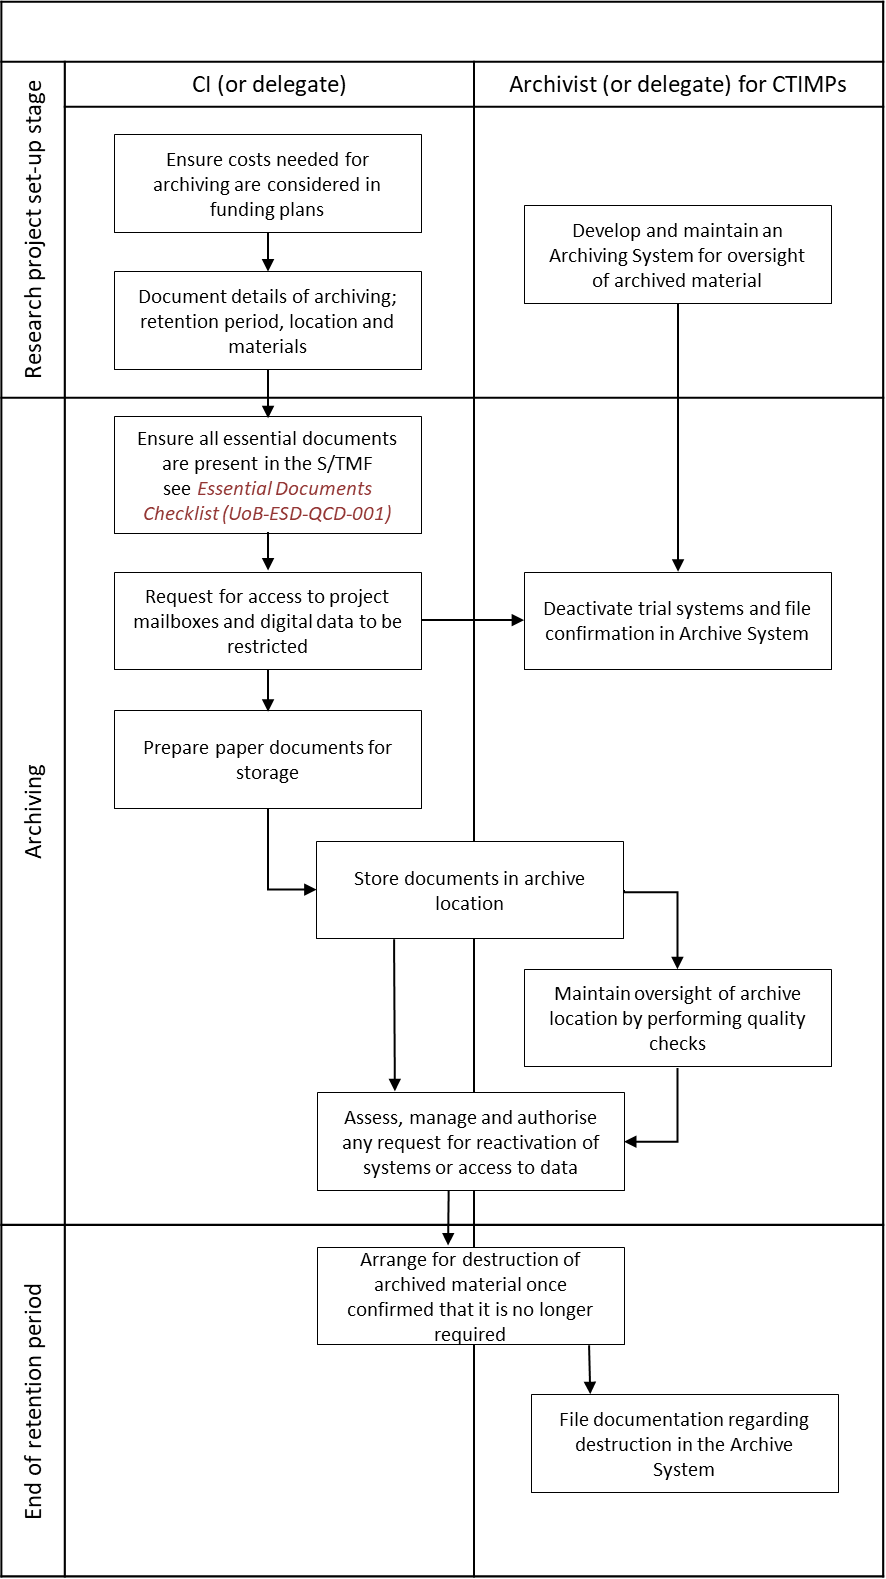 CI (or delegate)
Archivist (or delegate) for CTIMPs
Research project set-up stage
Ensure costs needed for
archiving are considered in
funding plans
Develop and maintain an
Archiving System for oversight
of archived material
Document details of archiving;
retention period, location and
materials
Archiving
Ensure all essential documents
are present in the S/TMF
see Essential Documents
Checklist (UoB-ESD-QCD-001)
Request for access to project
mailboxes and digital data to be
restricted
Deactivate trial systems and file
confirmation in Archive System
Prepare paper documents for
storage
Store documents in archive
location
Maintain oversight of archive
location by performing quality
checks
Assess, manage and authorise
any request for reactivation of
systems or access to data
End of retention period
Arrange for destruction of
archived material once
confirmed that it is no longer
required
File documentation regarding
destruction in the Archive
System